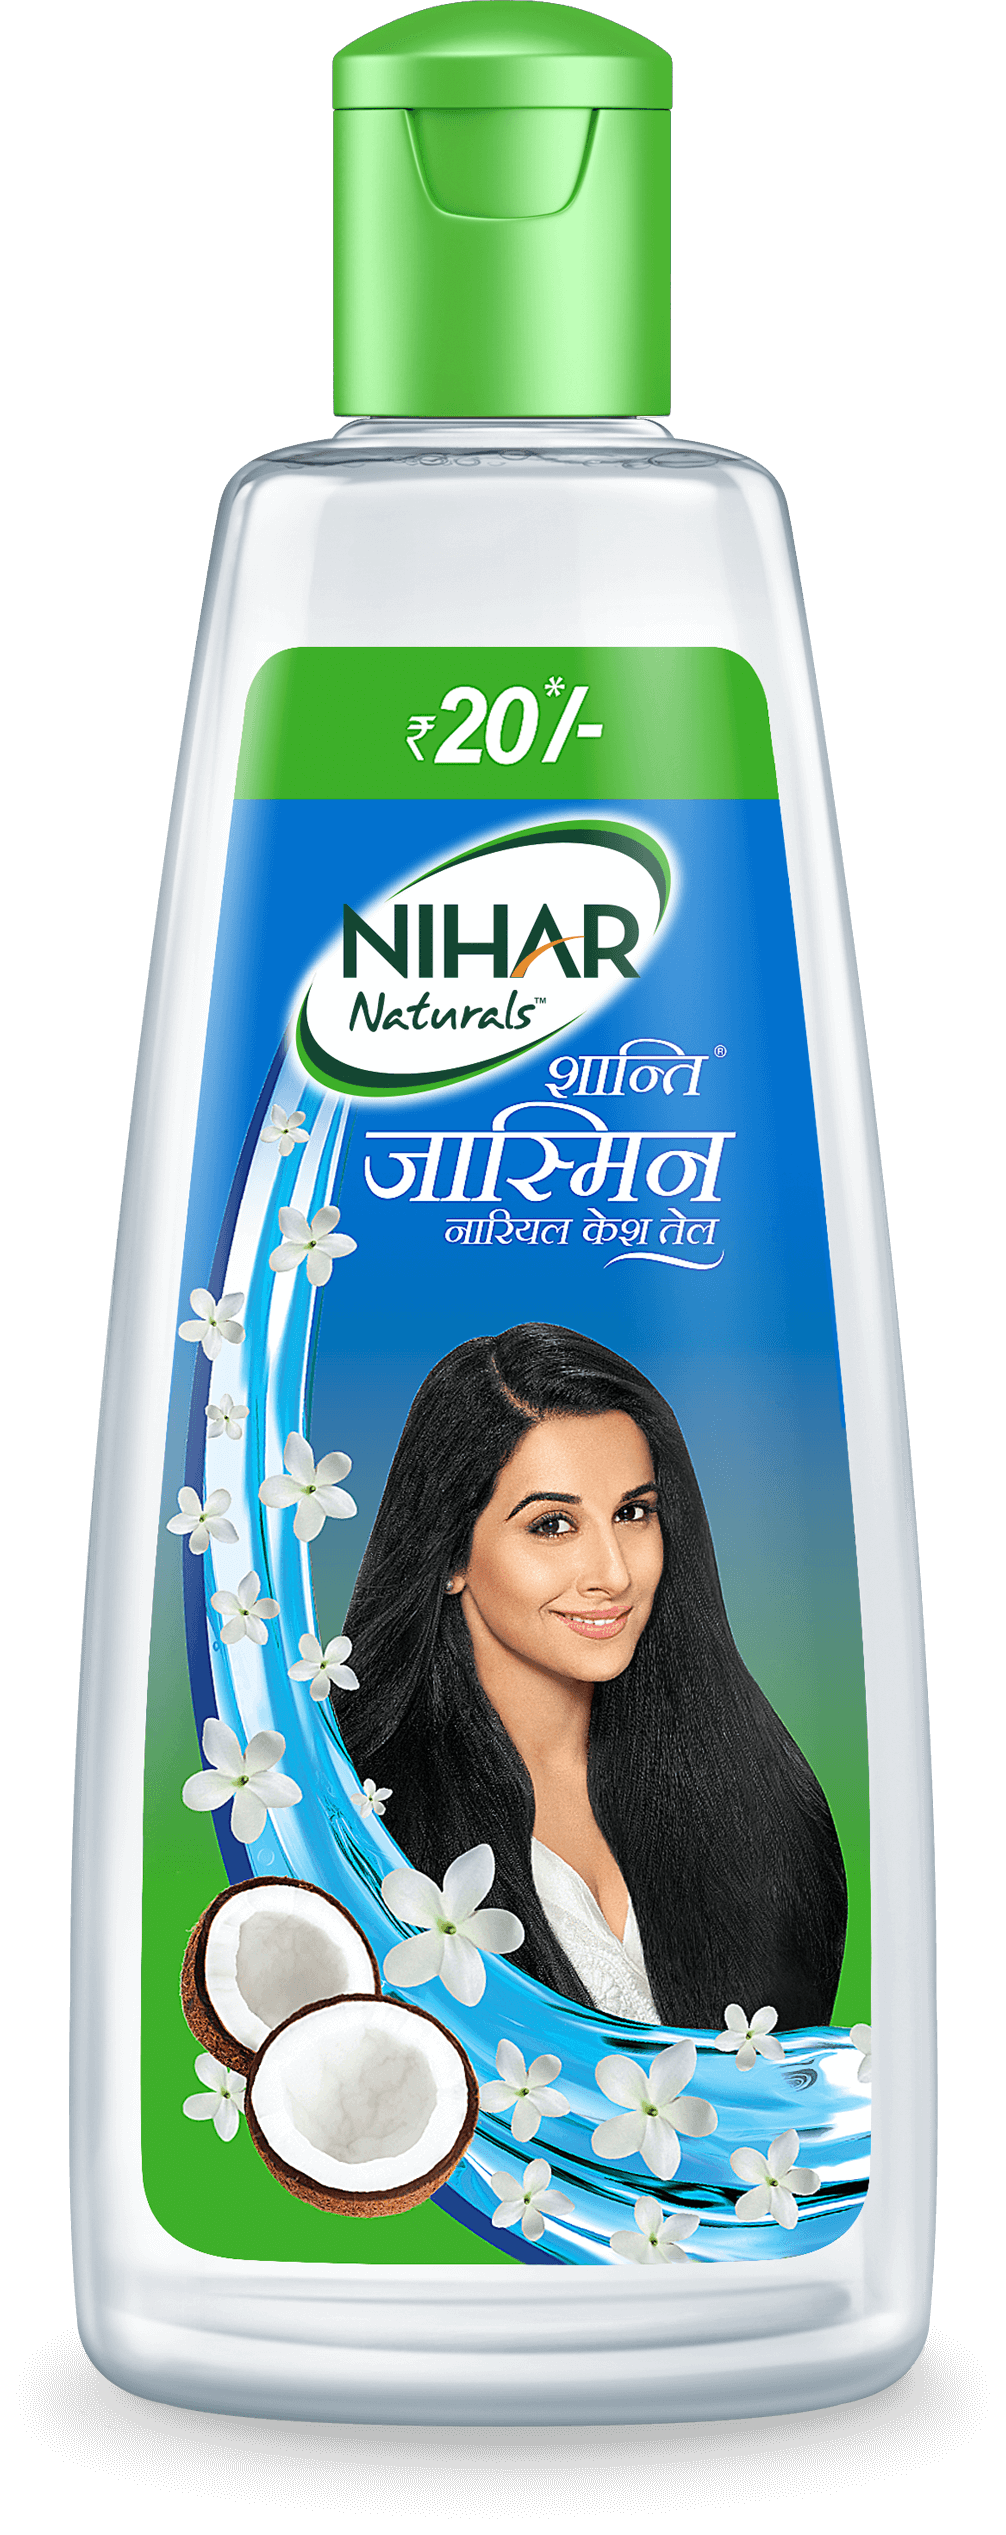 ₹20*/-
NIHAR
Naturals™
शान्ति®
जास्मिन
नारियल केश तेल